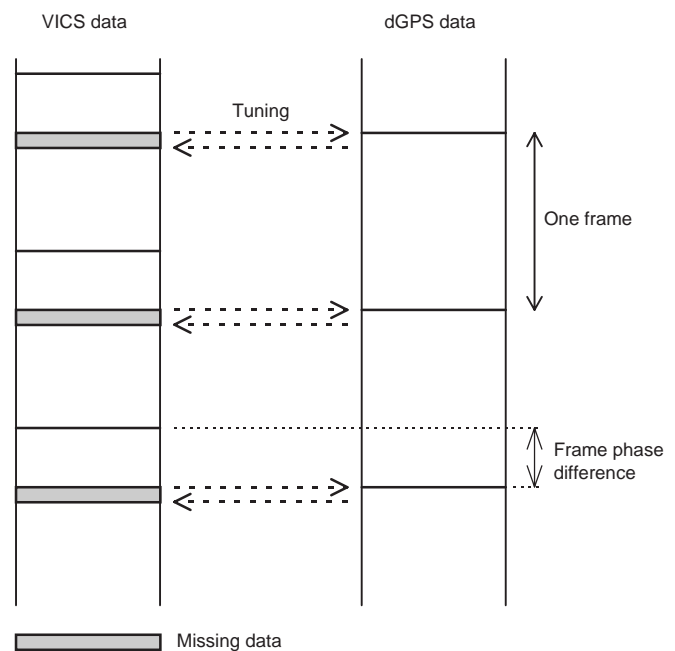 VICS data
dGPS data
Tuning
One frame
Frame phase
difference
Missing data